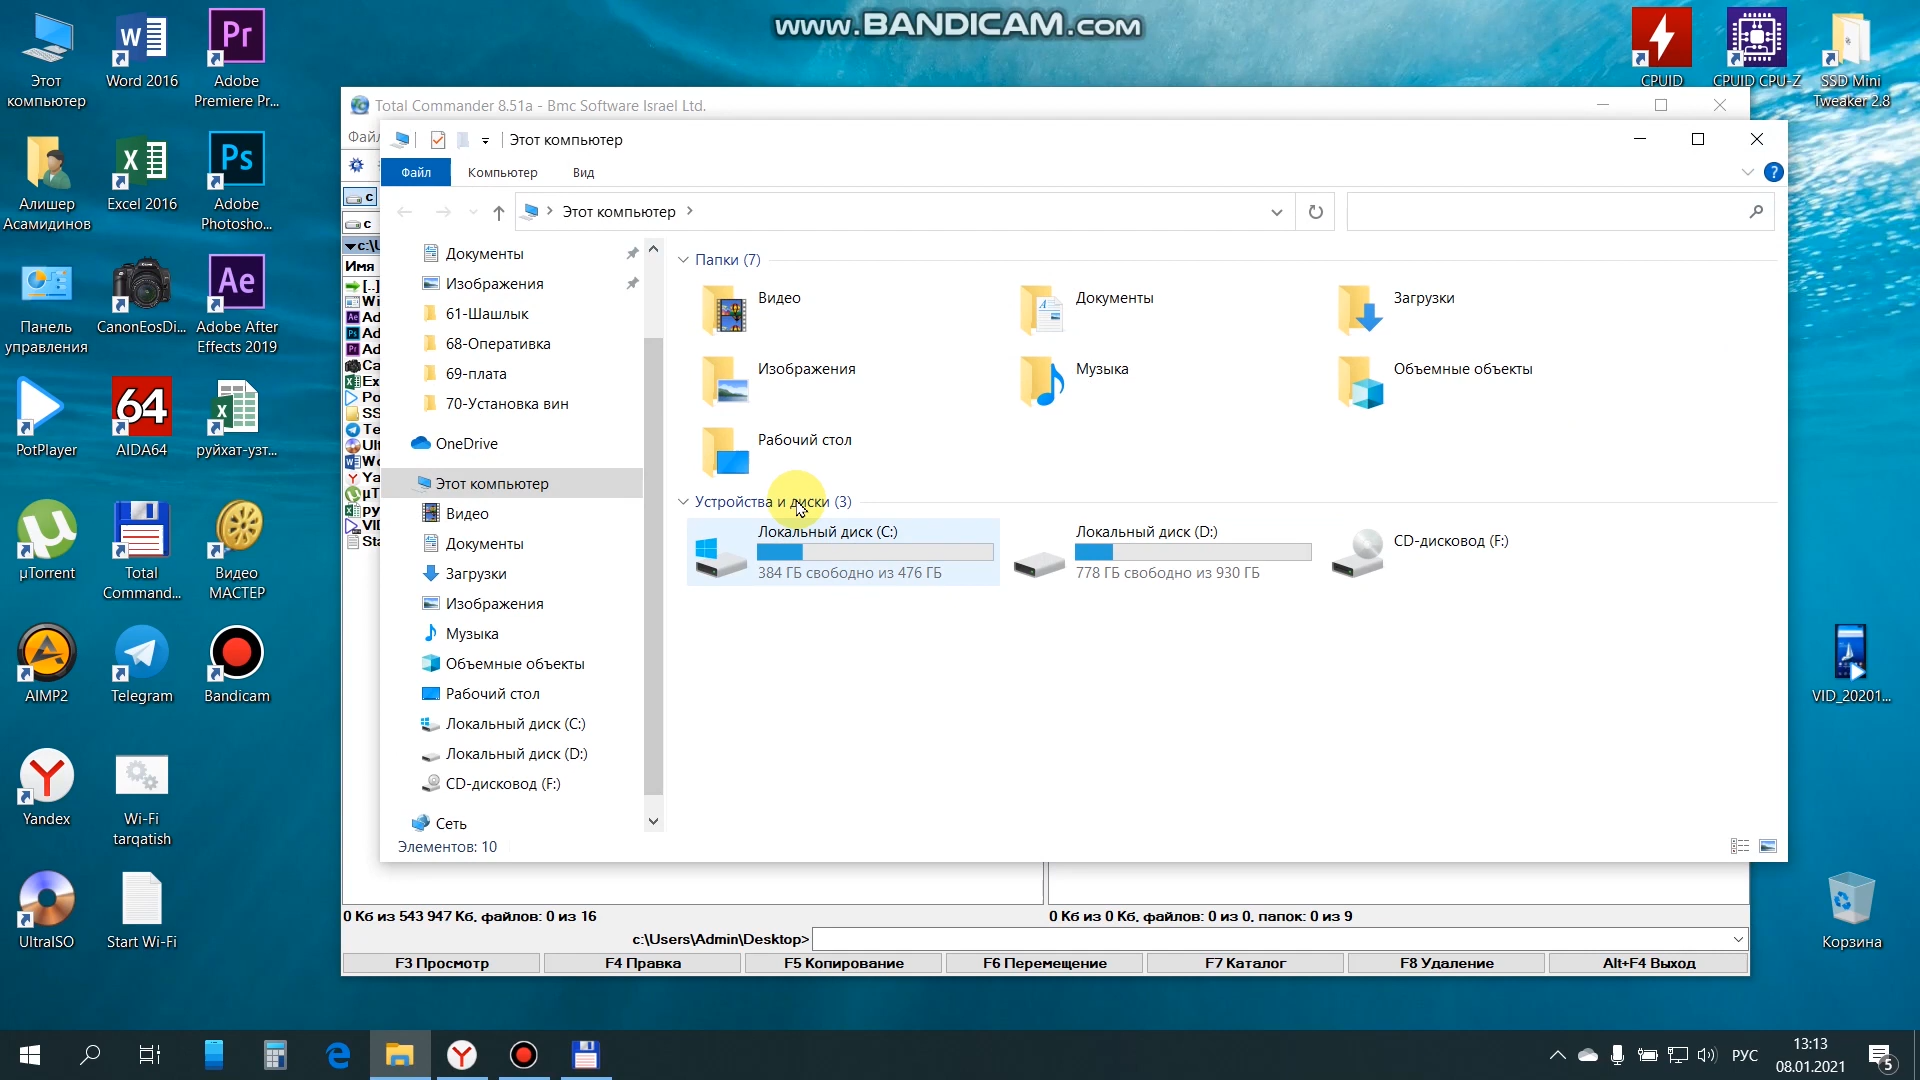 www.BANDICAM.com
Этот
компьютер
Word 2016
Adobe
Premiere Pr...
Алишер
Асамидинов
Excel 2016
Adobe
Photosho...
Панель
управления
CanonEosDi...
Adobe After
Effects 2019
PotPlayer
AIDA64
руйхат-узт...
µTorrent
Total
Command...
Видео
МАСТЕР
AIMP2
Telegram
Bandicam
Yandex
Wi-Fi
tarqatish
UltraISO
Start Wi-Fi
CPUID
CPUID CPU-Z
SSD Mini
Tweaker 2.8
VID_20201...
Корзина
Total Commander 8.51a - Bmc Software Israel Ltd.
Файл
c
c
c:\U
Имя
[..]
Wi
Ad
Ad
Ad
Ca
Ex
Po
SS
Te
Ult
Wo
Ya
µT
ру
VI
Sta
Этот компьютер
Файл Компьютер Вид
Этот компьютер
Документы
Изображения
61-Шашлык
68-Оперативка
69-плата
70-Установка вин
OneDrive
Этот компьютер
Видео
Документы
Загрузки
Изображения
Музыка
Объемные объекты
Рабочий стол
Локальный диск (C:)
Локальный диск (D:)
CD-дисковод (F:)
Сеть
Папки (7)
Видео
Документы
Загрузки
Изображения
Музыка
Объемные объекты
Рабочий стол
Устройства и диски (3)
Локальный диск (C:)
384 ГБ свободно из 476 ГБ
Локальный диск (D:)
778 ГБ свободно из 930 ГБ
CD-дисковод (F:)
Элементов: 10
0 Кб из 543 947 Кб, файлов: 0 из 16
0 Кб из 0 Кб, файлов: 0 из 0, папок: 0 из 9
c:\Users\Admin\Desktop>
F3 Просмотр
F4 Правка
F5 Копирование
F6 Перемещение
F7 Каталог
F8 Удаление
Alt+F4 Выход
РУС
13:13
08.01.2021
5